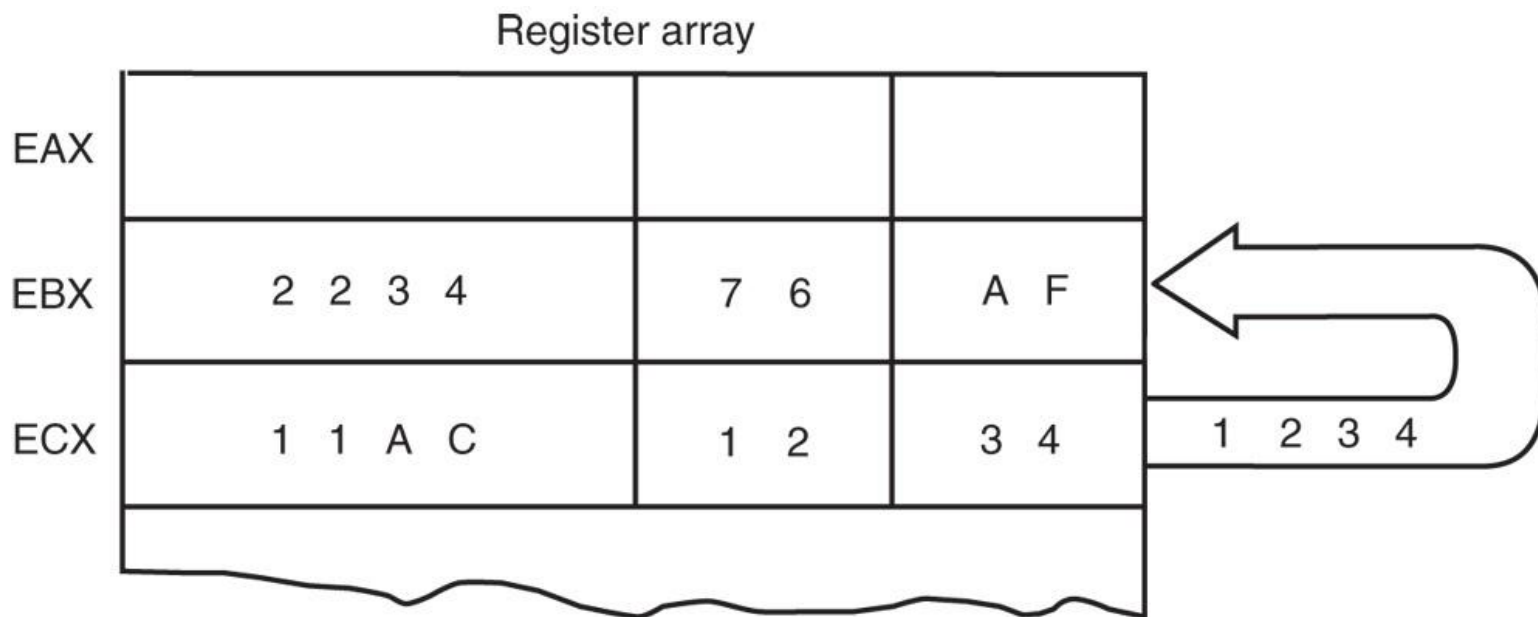 Register array
EAX
EBX 2 2 3 4 7 6 A F
ECX 1 1 A C 1 2 3 4 1 2 3 4